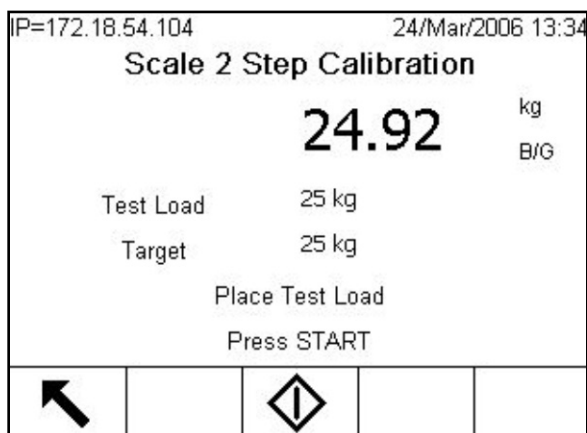 IP=172.18.54.104 24/Mar/2006 13:34
Scale 2 Step Calibration
24.92 kg
B/G
Test Load 25 kg
Target 25 kg
Place Test Load
Press START